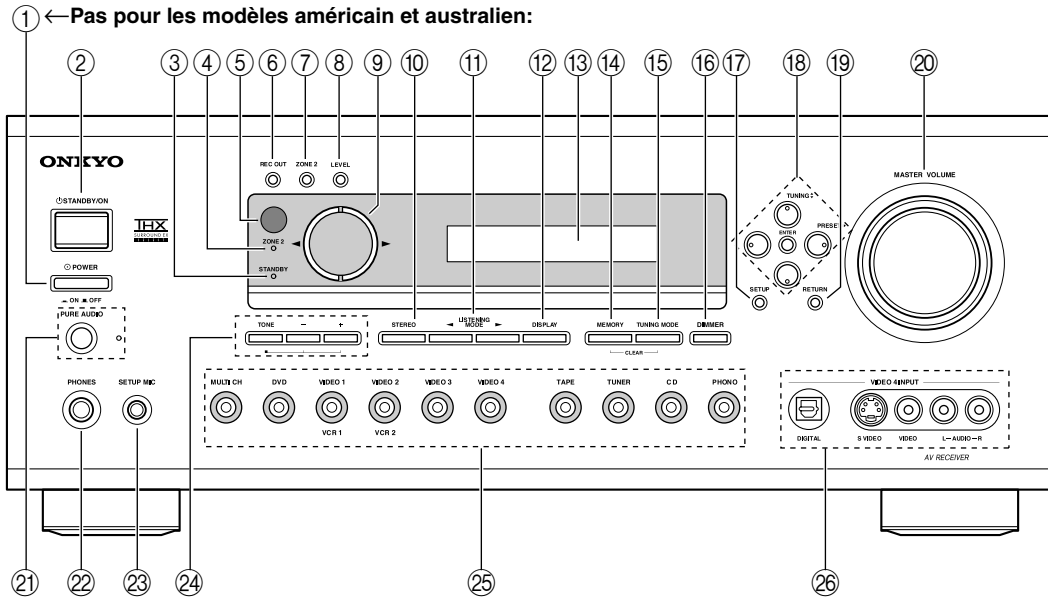 ① ←Pas pour les modèles américain et australien:
② ③ ④ ⑤ ⑥ ⑦ ⑧ ⑨ ⑩ ⑪ ⑫ ⑬ ⑭ ⑮ ⑯ ⑰ ⑱ ⑲ ⑳
ONKYO
STANDBY/ON
THX
SURROUND EX
POWER
ON OFF
PURE AUDIO
PHONES
SETUP MIC
REC OUT ZONE 2 LEVEL
ZONE 2
STANDBY
TONE − +
STEREO
◄ LISTENING MODE ►
DISPLAY
MEMORY TUNING MODE
CLEAR
DIMMER
TUNING
PRESET
ENTER
SETUP RETURN
MASTER VOLUME
MULTI CH DVD VIDEO 1 VIDEO 2 VIDEO 3 VIDEO 4 TAPE TUNER CD PHONO
VCR 1 VCR 2
VIDEO 4 INPUT
DIGITAL S VIDEO VIDEO L—AUDIO—R
AV RECEIVER
㉑ ㉒ ㉓ ㉔ ㉕ ㉖